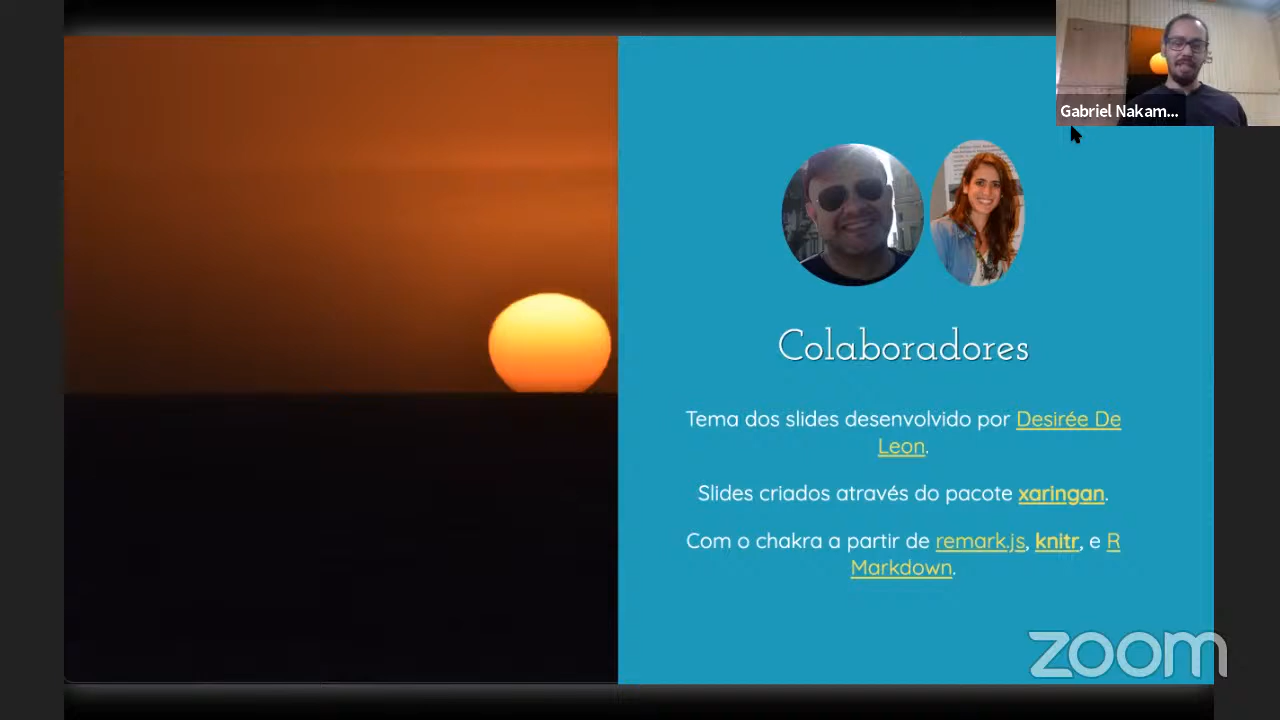 Gabriel Nakam...
Colaboradores
Tema dos slides desenvolvido por Desirée De
Leon.
Slides criados através do pacote xaringan.
Com o chakra a partir de remark.js, knitr, e R
Markdown.
zoom